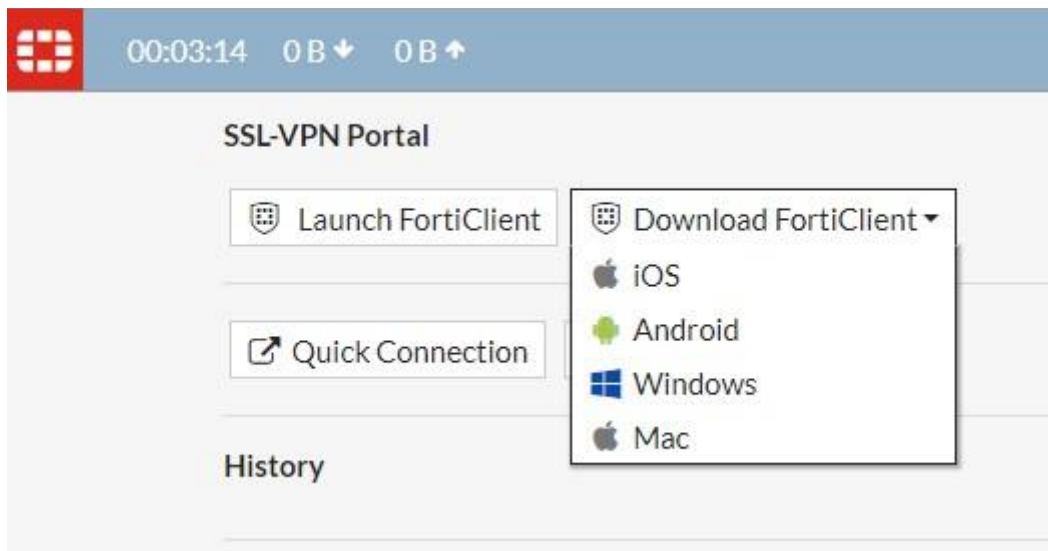 00:03:14 0 B 0 B
SSL-VPN Portal
Launch FortiClient Download FortiClient
iOS
Android
Quick Connection
Windows
Mac
History